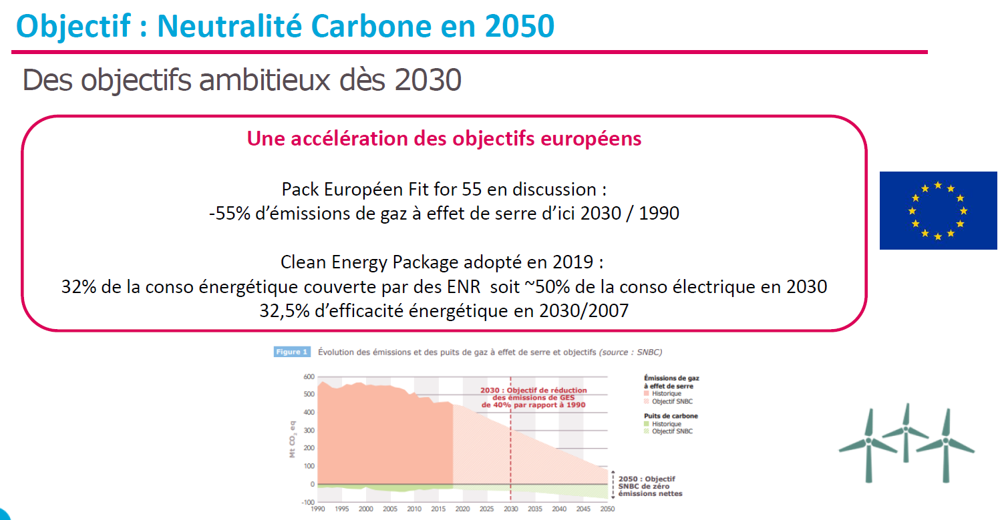 Objectif : Neutralité Carbone en 2050
Des objectifs ambitieux dès 2030
Une accélération des objectifs européens
Pack Européen Fit for 55 en discussion :
-55% d’émissions de gaz à effet de serre d’ici 2030 / 1990
Clean Energy Package adopté en 2019 :
32% de la conso énergétique couverte par des ENR soit ~50% de la conso électrique en 2030
32,5% d’efficacité énergétique en 2030/2007
Figure 1 Évolution des émissions et des puits de gaz à effet de serre et objectifs (source : SNBC)
Mt CO₂ eq
600
500
400
300
200
100
0
-100
1990 1995 2000 2005 2010 2015 2020 2025 2030 2035 2040 2045 2050
2030 : Objectif de réduction
des émissions de GES
de 40% par rapport à 1990
Émissions de gaz
à effet de serre
Historique
Objectif SNBC
Puits de carbone
Historique
Objectif SNBC
2050 : Objectif
SNBC de zéro
émissions nettes